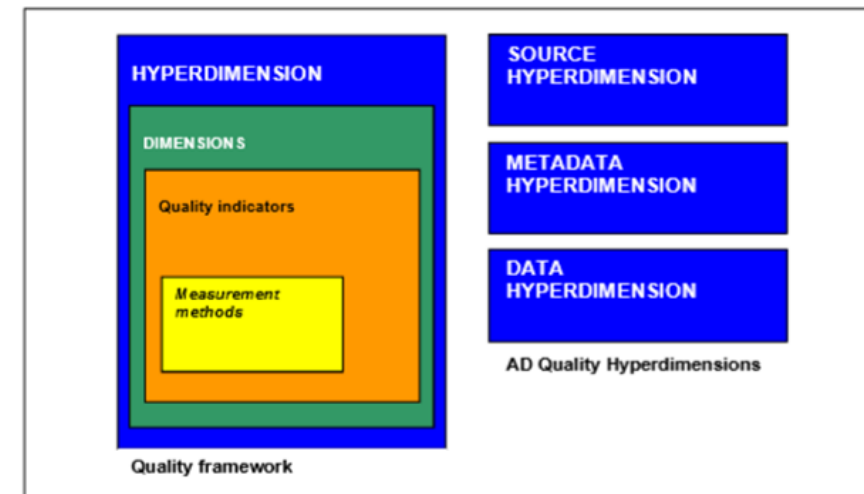 HYPERDIMENSION
DIMENSIONS
Quality indicators
Measurement
methods
Quality framework
SOURCE
HYPERDIMENSION
METADATA
HYPERDIMENSION
DATA
HYPERDIMENSION
AD Quality Hyperdimensions